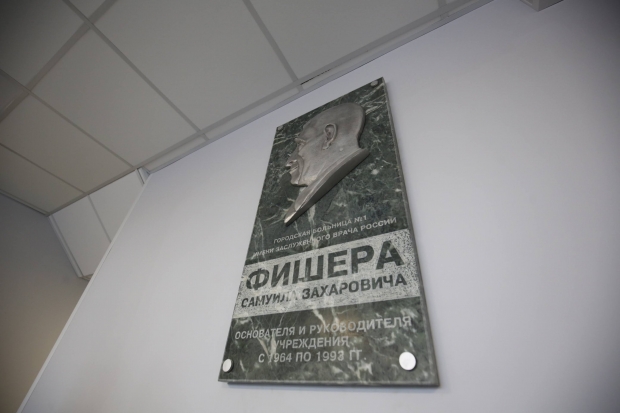 ГОРОДСКАЯ БОЛЬНИЦА №1
ИМЕНИ ЗАСЛУЖЕННОГО ВРАЧА РОССИИ
ФИШЕРА
САМУИЛА ЗАХАРОВИЧА
ОСНОВАТЕЛЯ И РУКОВОДИТЕЛЯ
УЧРЕЖДЕНИЯ
С 1964 ПО 1993 ГГ.